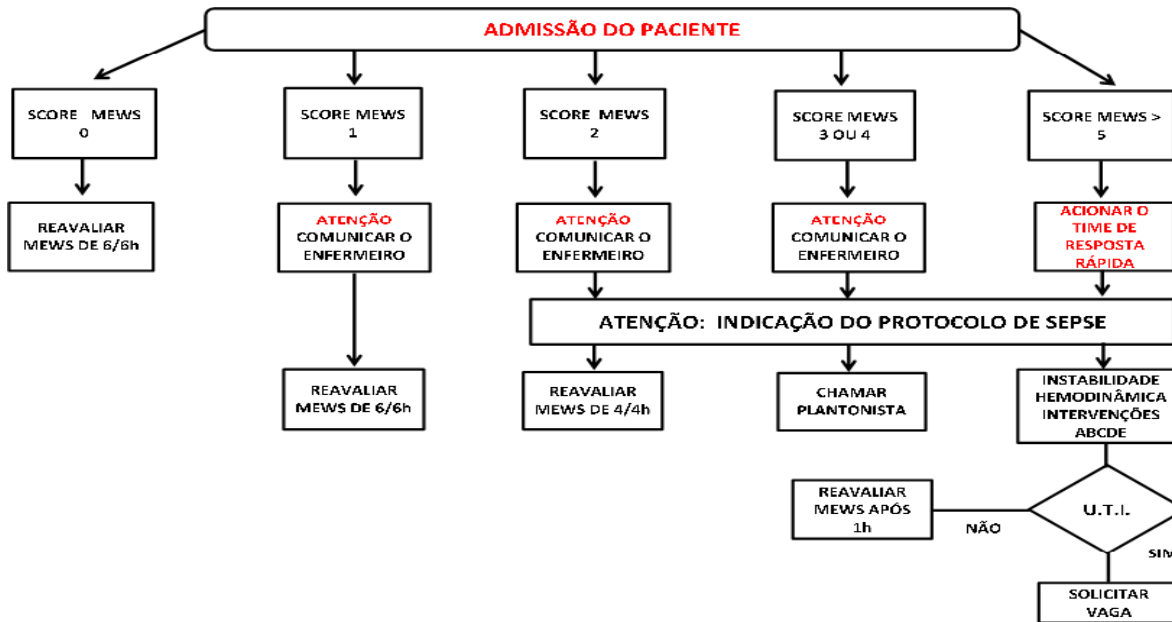 ADMISSÃO DO PACIENTE
SCORE MEWS
0
SCORE MEWS
1
SCORE MEWS
2
SCORE MEWS
3 OU 4
SCORE MEWS >
5
REAVALIAR
MEWS DE 6/6h
ATENÇÃO
COMUNICAR O
ENFERMEIRO
ATENÇÃO
COMUNICAR O
ENFERMEIRO
ATENÇÃO
COMUNICAR O
ENFERMEIRO
ACIONAR O
TIME DE
RESPOSTA
RÁPIDA
ATENÇÃO: INDICAÇÃO DO PROTOCOLO DE SEPSE
REAVALIAR
MEWS DE 6/6h
REAVALIAR
MEWS DE 4/4h
CHAMAR
PLANTONISTA
INSTABILIDADE
HEMODINÂMICA
INTERVENÇÕES
ABCDE
REAVALIAR
MEWS APÓS
1h
NÃO
U.T.I.
SIM
SOLICITAR
VAGA